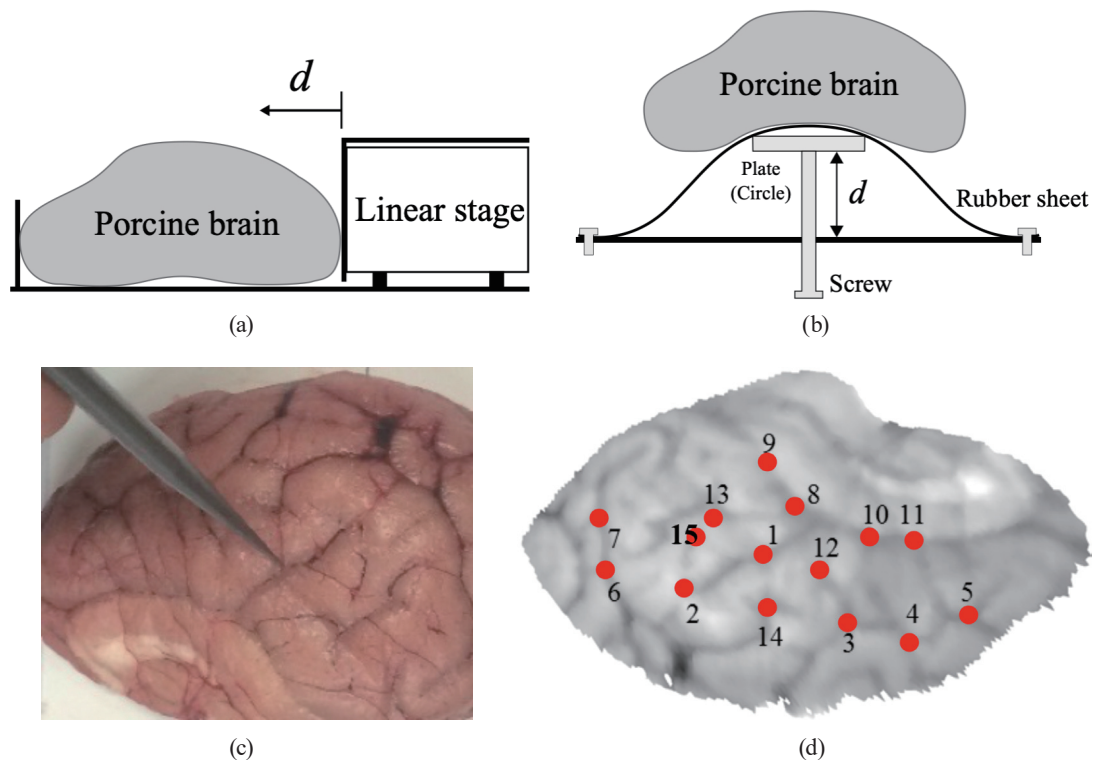 d
Porcine brain
Linear stage
(a)
Porcine brain
Plate
(Circle)
d
Rubber sheet
Screw
(b)
(c)
9
13
8
7
15
1
10
11
12
6
2
14
3
4
5
(d)